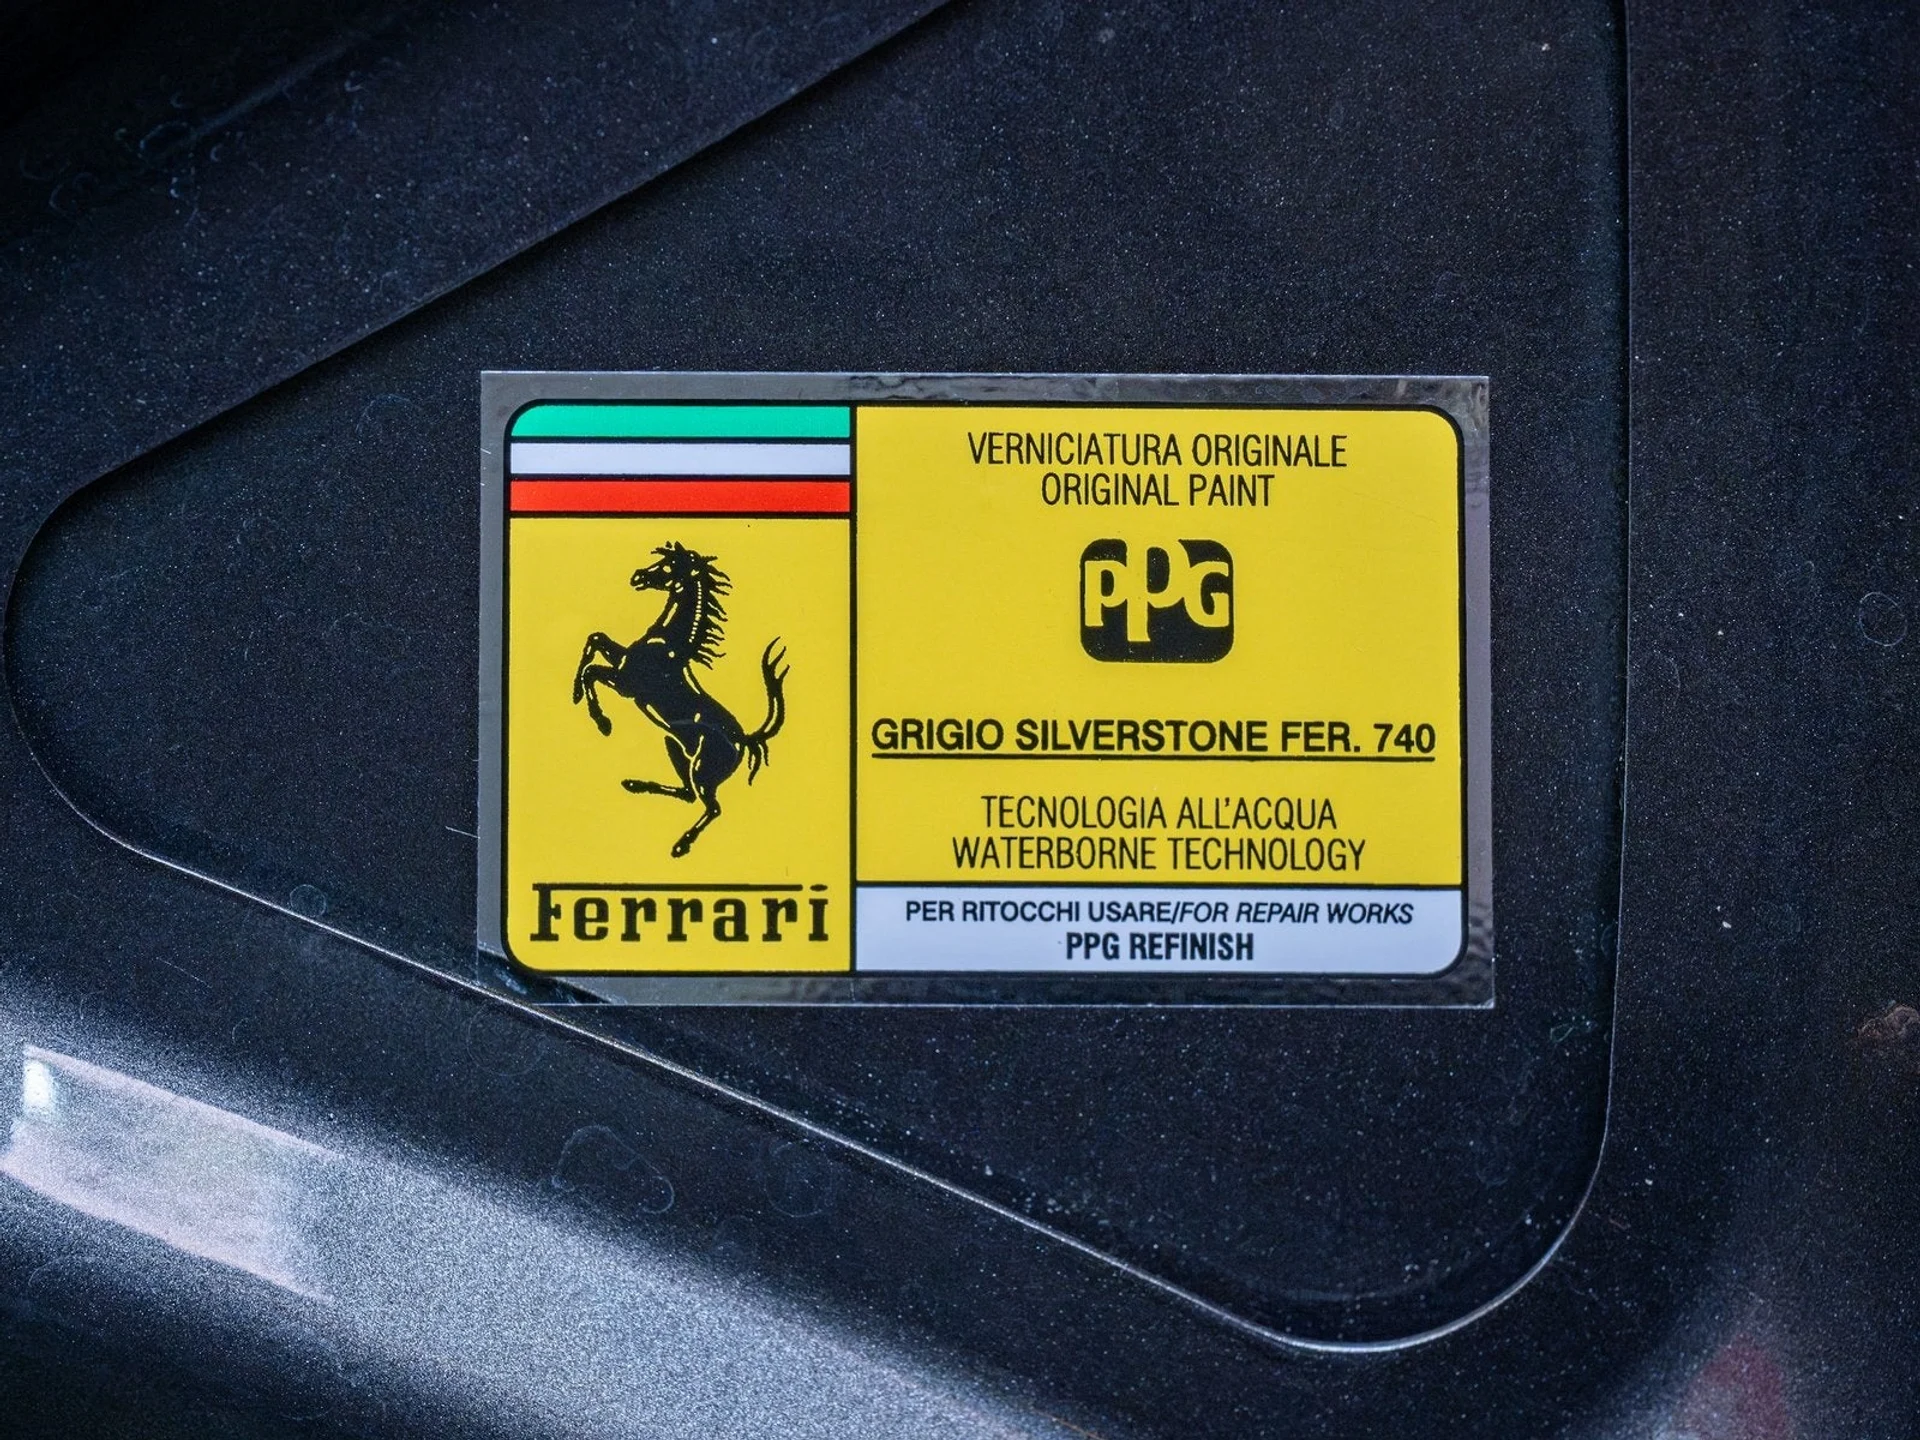 VERNICIATURA ORIGINALE
ORIGINAL PAINT
PPG
GRIGIO SILVERSTONE FER. 740
TECNOLOGIA ALL'ACQUA
WATERBORNE TECHNOLOGY
Ferrari
PER RITOCCHI USARE/FOR REPAIR WORKS
PPG REFINISH